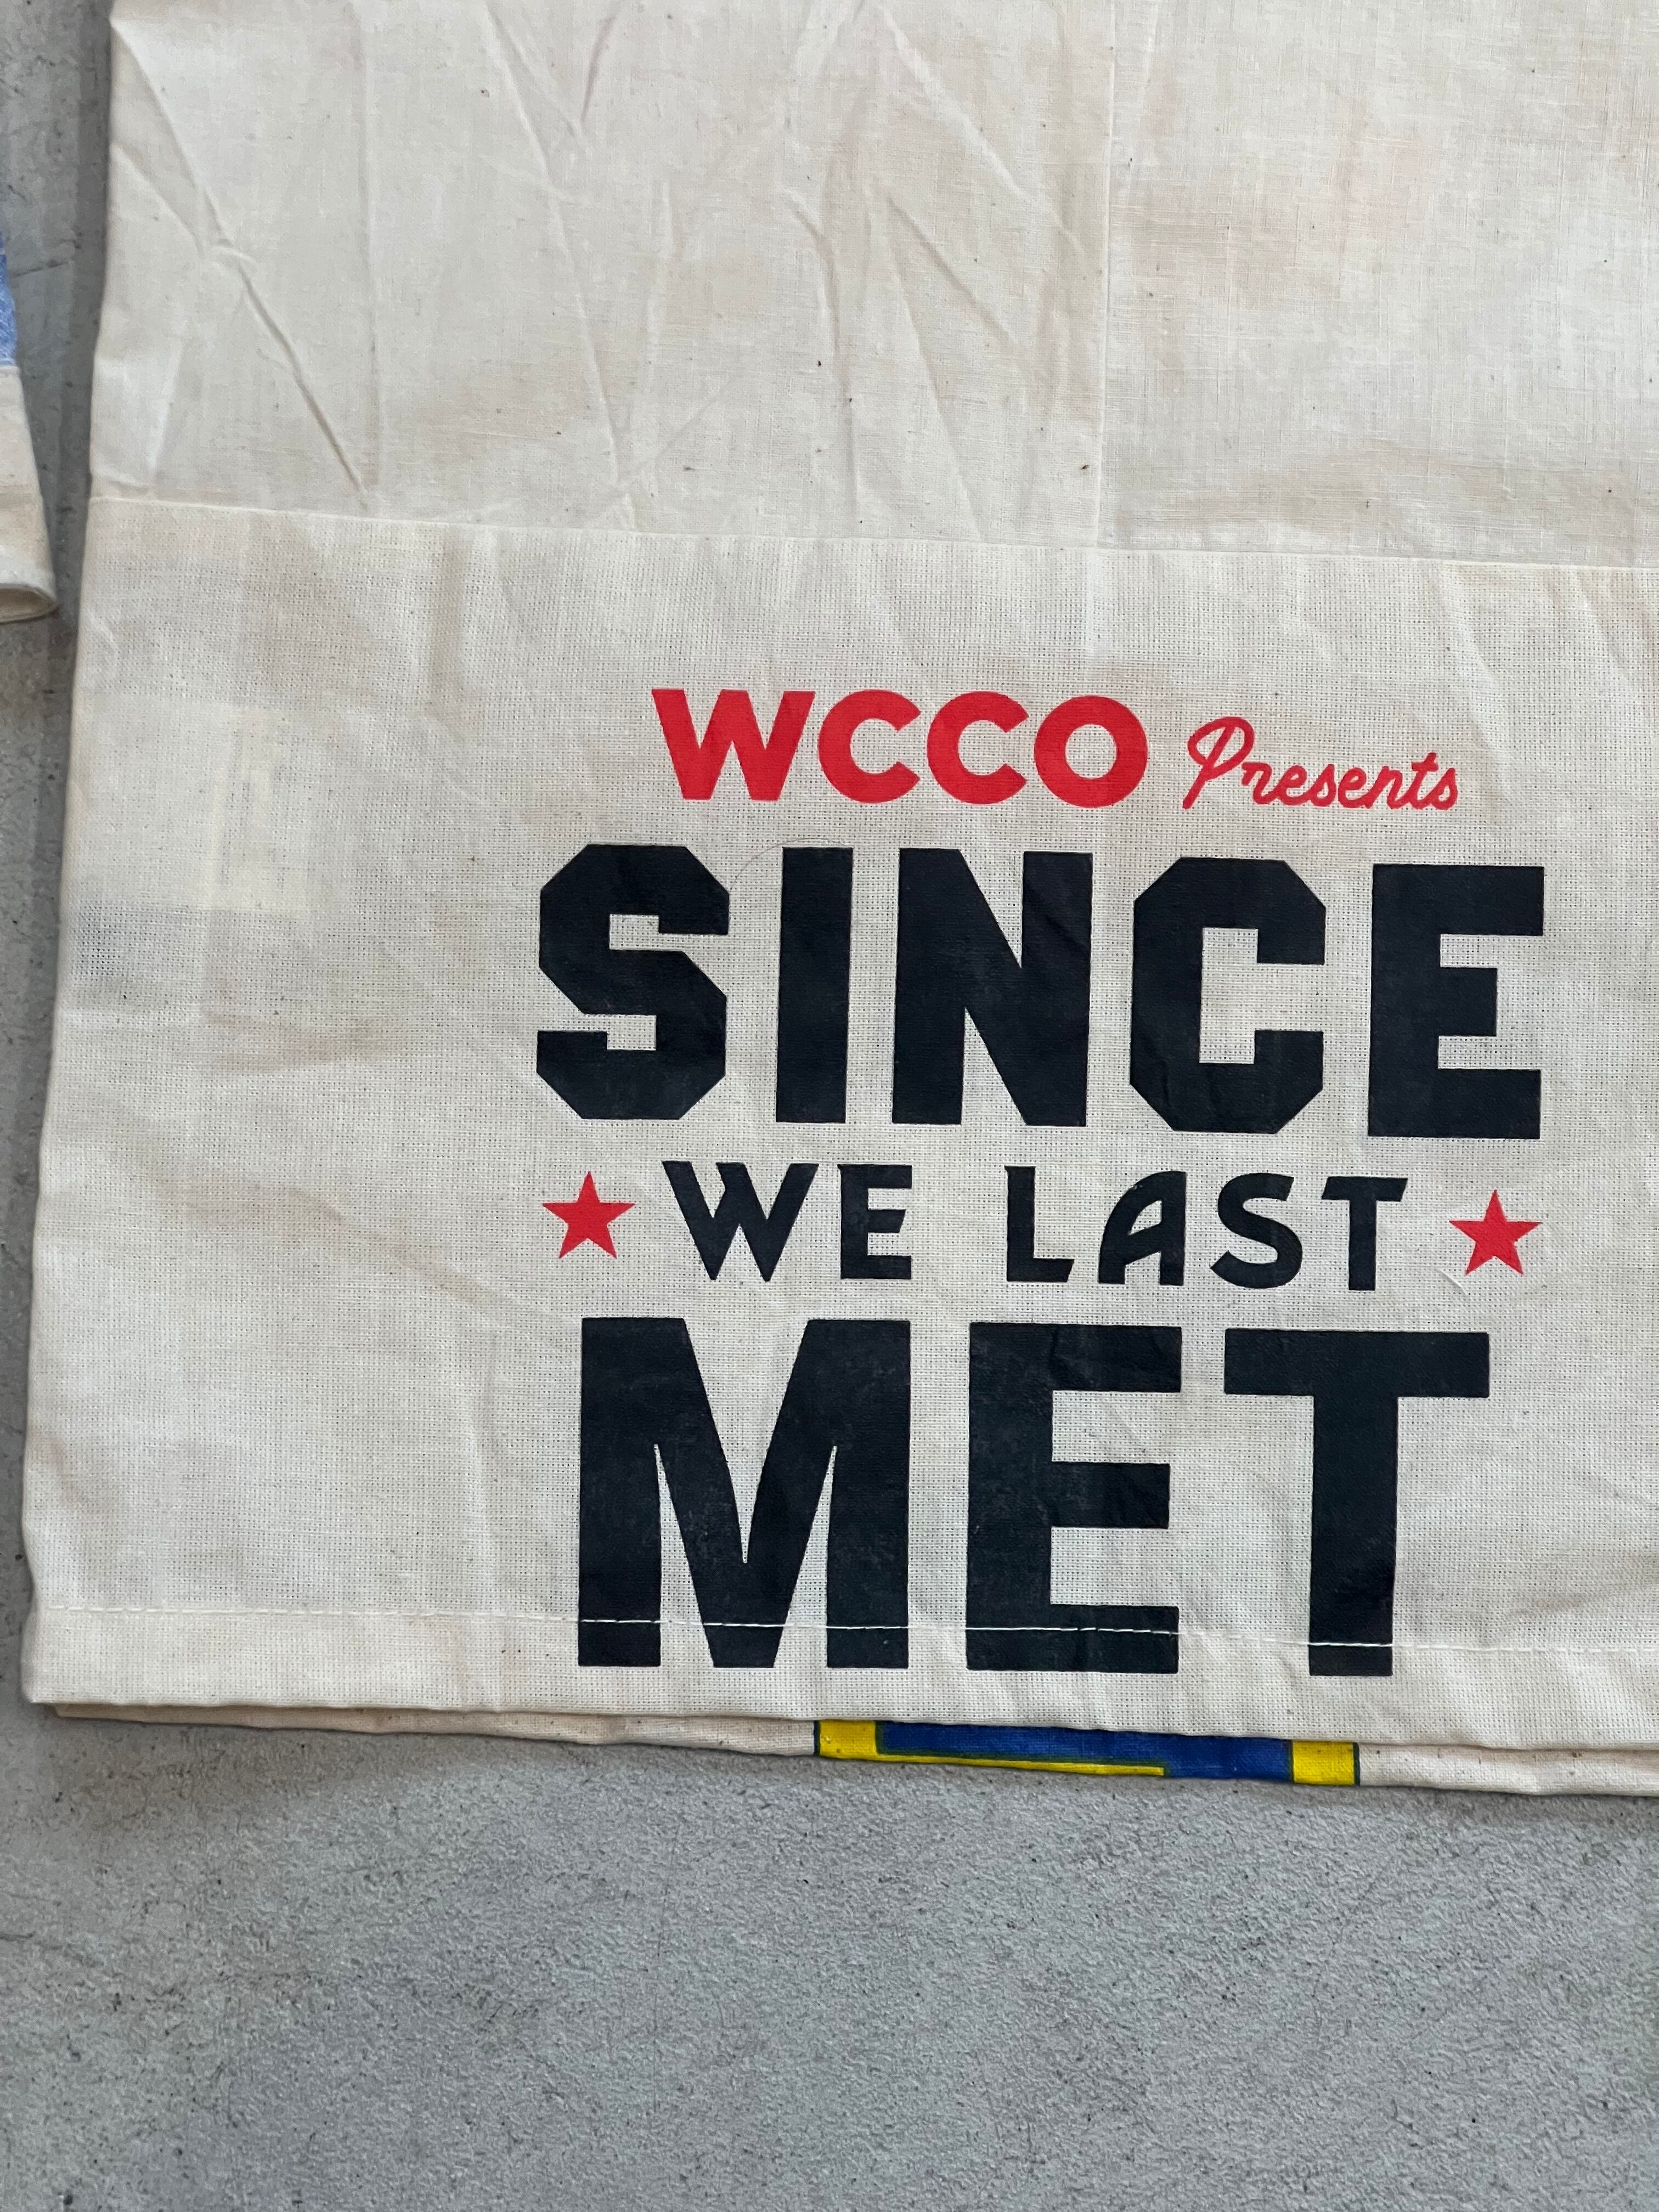 WCCO Presents
SINCE
WE LAST
MET